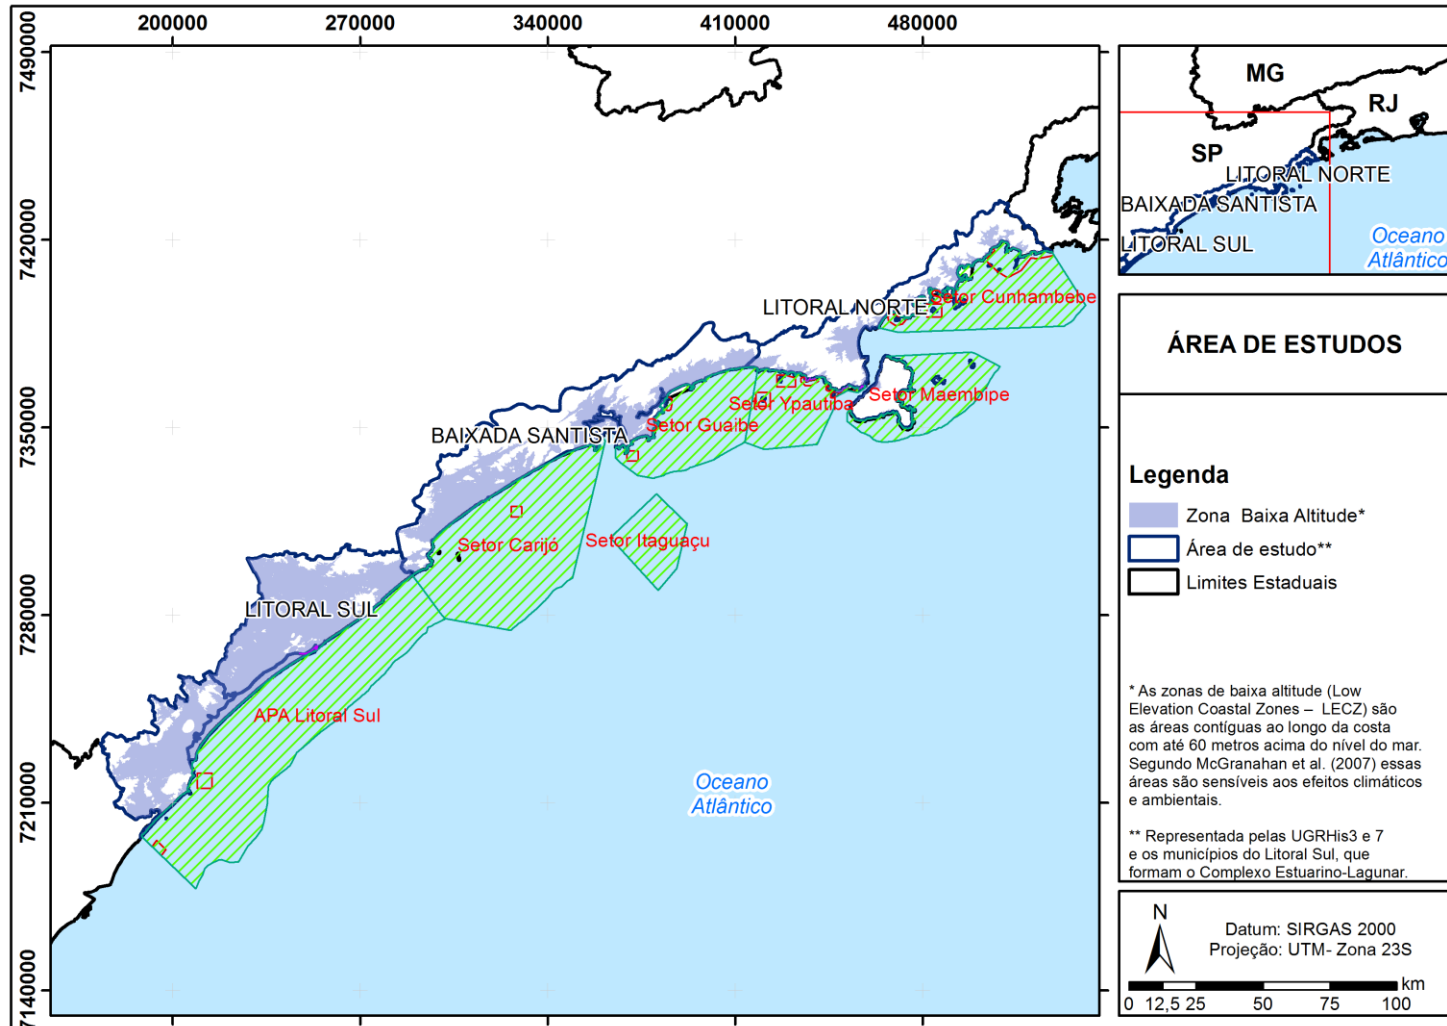 200000
270000
340000
410000
480000
7490000
7420000
7350000
7280000
7210000
7140000
LITORAL NORTE
Setor Cunhambebe
Setor Maembipe
Setor Ypautiba
Setor Guaibe
BAIXADA SANTISTA
Setor Itaguaçu
Setor Carijó
LITORAL SUL
APA Litoral Sul
Oceano
Atlântico
MG
RJ
SP
LITORAL NORTE
BAIXADA SANTISTA
LITORAL SUL
Oceano
Atlântico
ÁREA DE ESTUDOS
Legenda
Zona Baixa Altitude*
Área de estudo**
Limites Estaduais
* As zonas de baixa altitude (Low
Elevation Coastal Zones – LECZ) são
as áreas contíguas ao longo da costa
com até 60 metros acima do nível do mar.
Segundo McGranahan et al. (2007) essas
áreas são sensíveis aos efeitos climáticos
e ambientais.
** Representada pelas UGRHis3 e 7
e os municípios do Litoral Sul, que
formam o Complexo Estuarino-Lagunar.
N
Datum: SIRGAS 2000
Projeção: UTM- Zona 23S
km
0 12,5 25 50 75 100